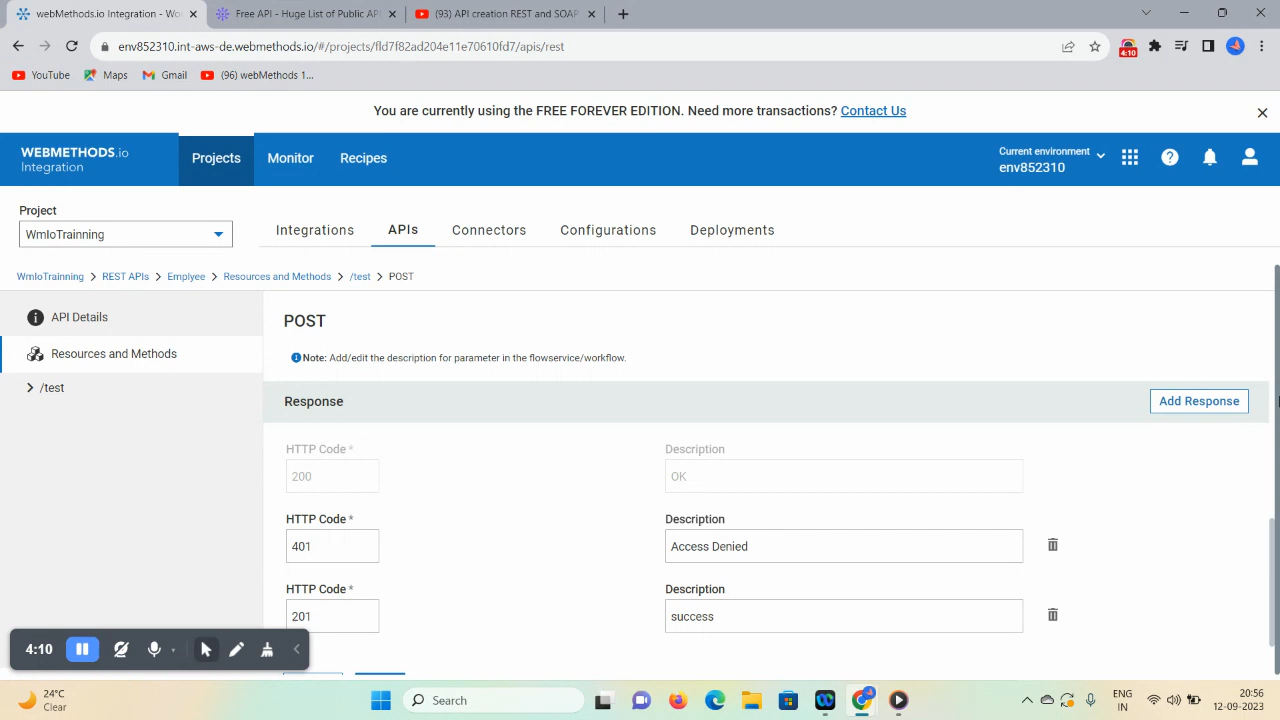 webMethods.io Integration - Wo
Free API - Huge List of Public API
(93) API creation REST and SOAP
env852310.int-aws-de.webmethods.io/#/projects/fld7f82ad204e11e70610fd7/apis/rest
4:10
YouTube
Maps
Gmail
(96) webMethods 1...
You are currently using the FREE FOREVER EDITION. Need more transactions? Contact Us
WEBMETHODS.io
Integration
Projects
Monitor
Recipes
Current environment
env852310
Project
WmIoTrainning
Integrations
APIs
Connectors
Configurations
Deployments
WmIoTrainning > REST APIs > Emplyee > Resources and Methods > /test > POST
API Details
Resources and Methods
/test
POST
Note: Add/edit the description for parameter in the flowservice/workflow.
Response
Add Response
HTTP Code *
Description
200
OK
HTTP Code *
Description
401
Access Denied
HTTP Code *
Description
201
success
4:10
24°C
Clear
Search
ENG
IN
20:56
12-09-2023